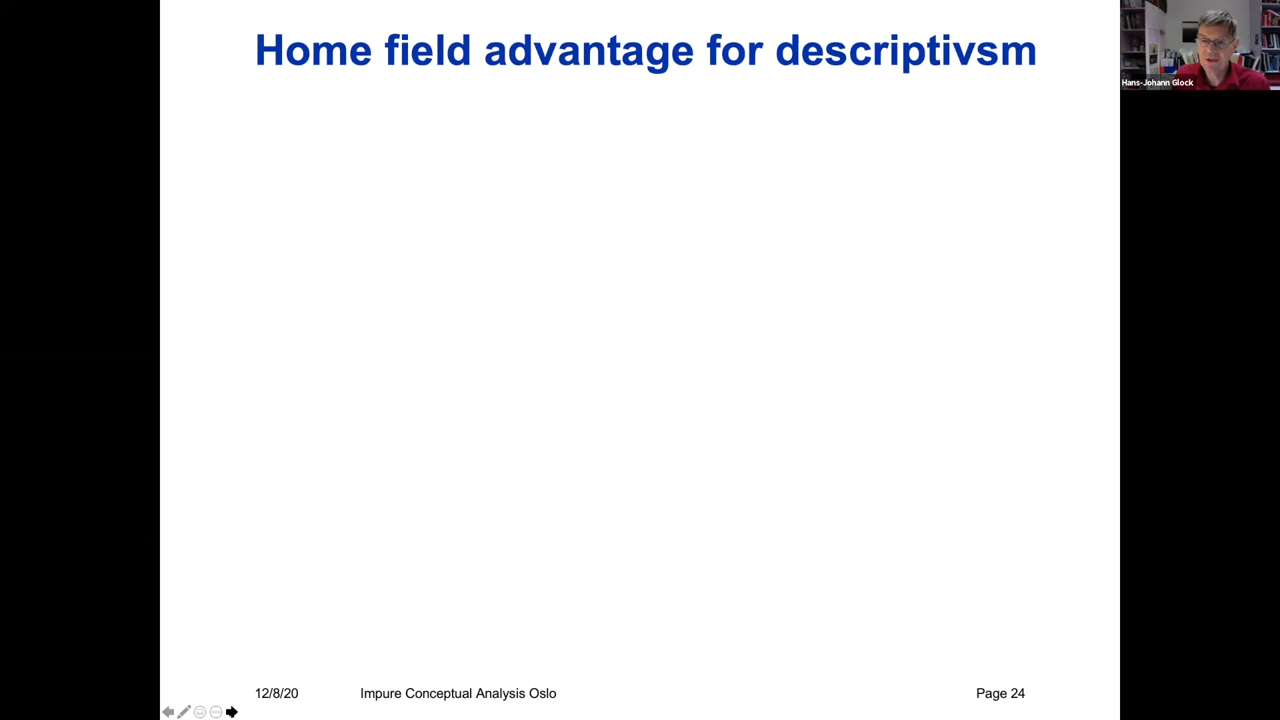 Home field advantage for descriptivsm
Hans-Johann Glock
12/8/20 Impure Conceptual Analysis Oslo Page 24